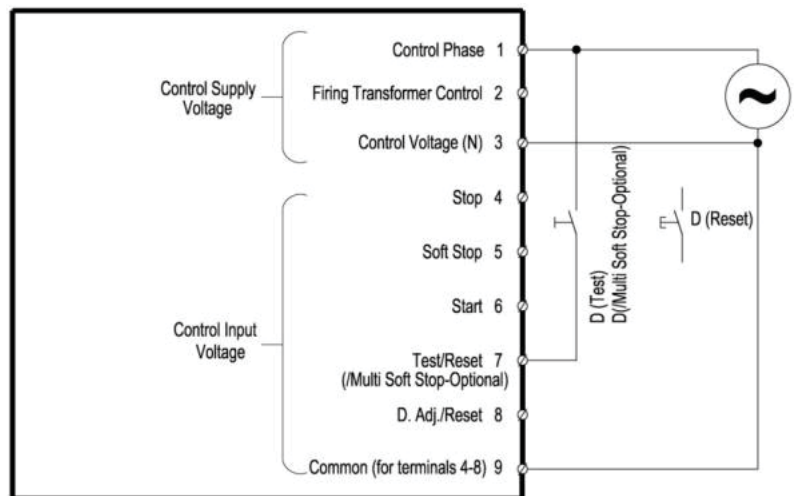 Control Phase 1
Control Supply
Voltage
Firing Transformer Control 2
Control Voltage (N) 3
Stop 4
Soft Stop 5
Start 6
Control Input
Voltage
Test/Reset 7
(/Multi Soft Stop-Optional)
D. Adj./Reset 8
Common (for terminals 4-8) 9
D (Test)
D(/Multi Soft Stop-Optional)
D (Reset)
~